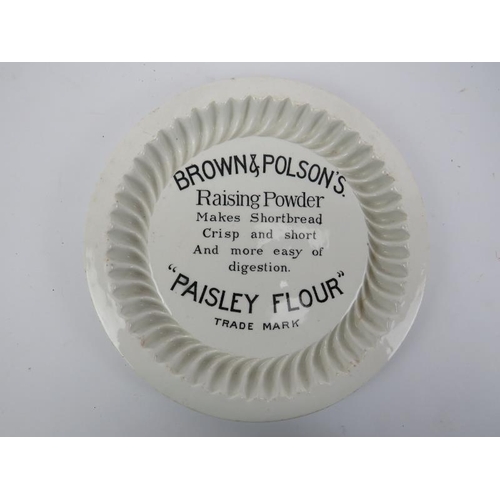 BROWN & POLSON'S.
Raising Powder
Makes Shortbread
Crisp and short
And more easy of
digestion.
"PAISLEY FLOUR"
TRADE MARK